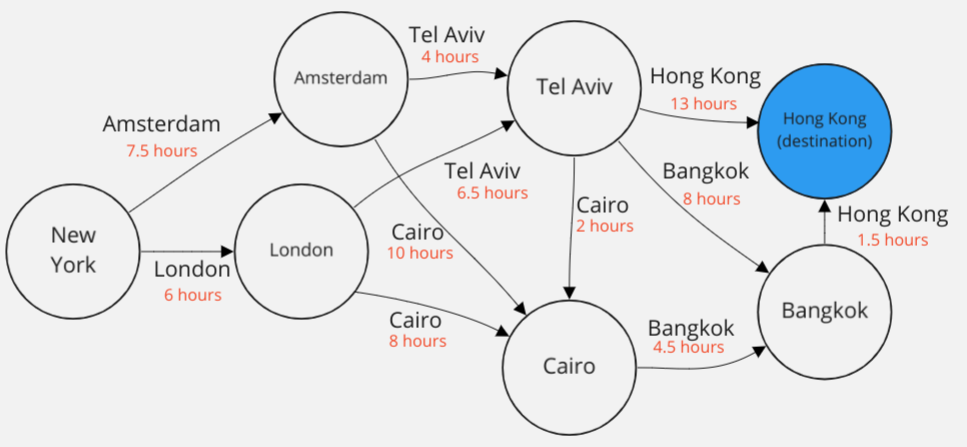 Tel Aviv
4 hours
Amsterdam
Tel Aviv
Hong Kong
13 hours
Hong Kong
(destination)
Amsterdam
7.5 hours
Tel Aviv
6.5 hours
Bangkok
8 hours
Cairo
2 hours
Hong Kong
1.5 hours
New
York
London
6 hours
London
Cairo
10 hours
Cairo
8 hours
Cairo
Bangkok
4.5 hours
Bangkok